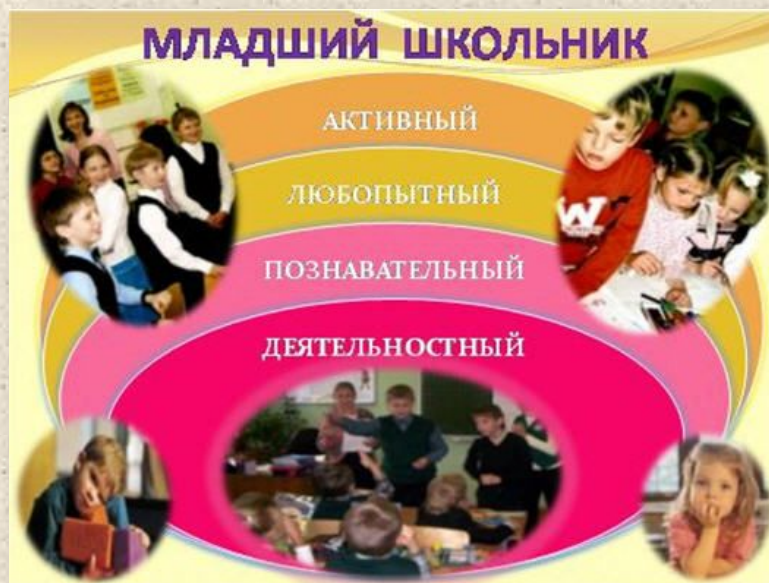 МЛАДШИЙ ШКОЛЬНИК
АКТИВНЫЙ
ЛЮБОПЫТНЫЙ
ПОЗНАВАТЕЛЬНЫЙ
ДЕЯТЕЛЬНОСТНЫЙ
W